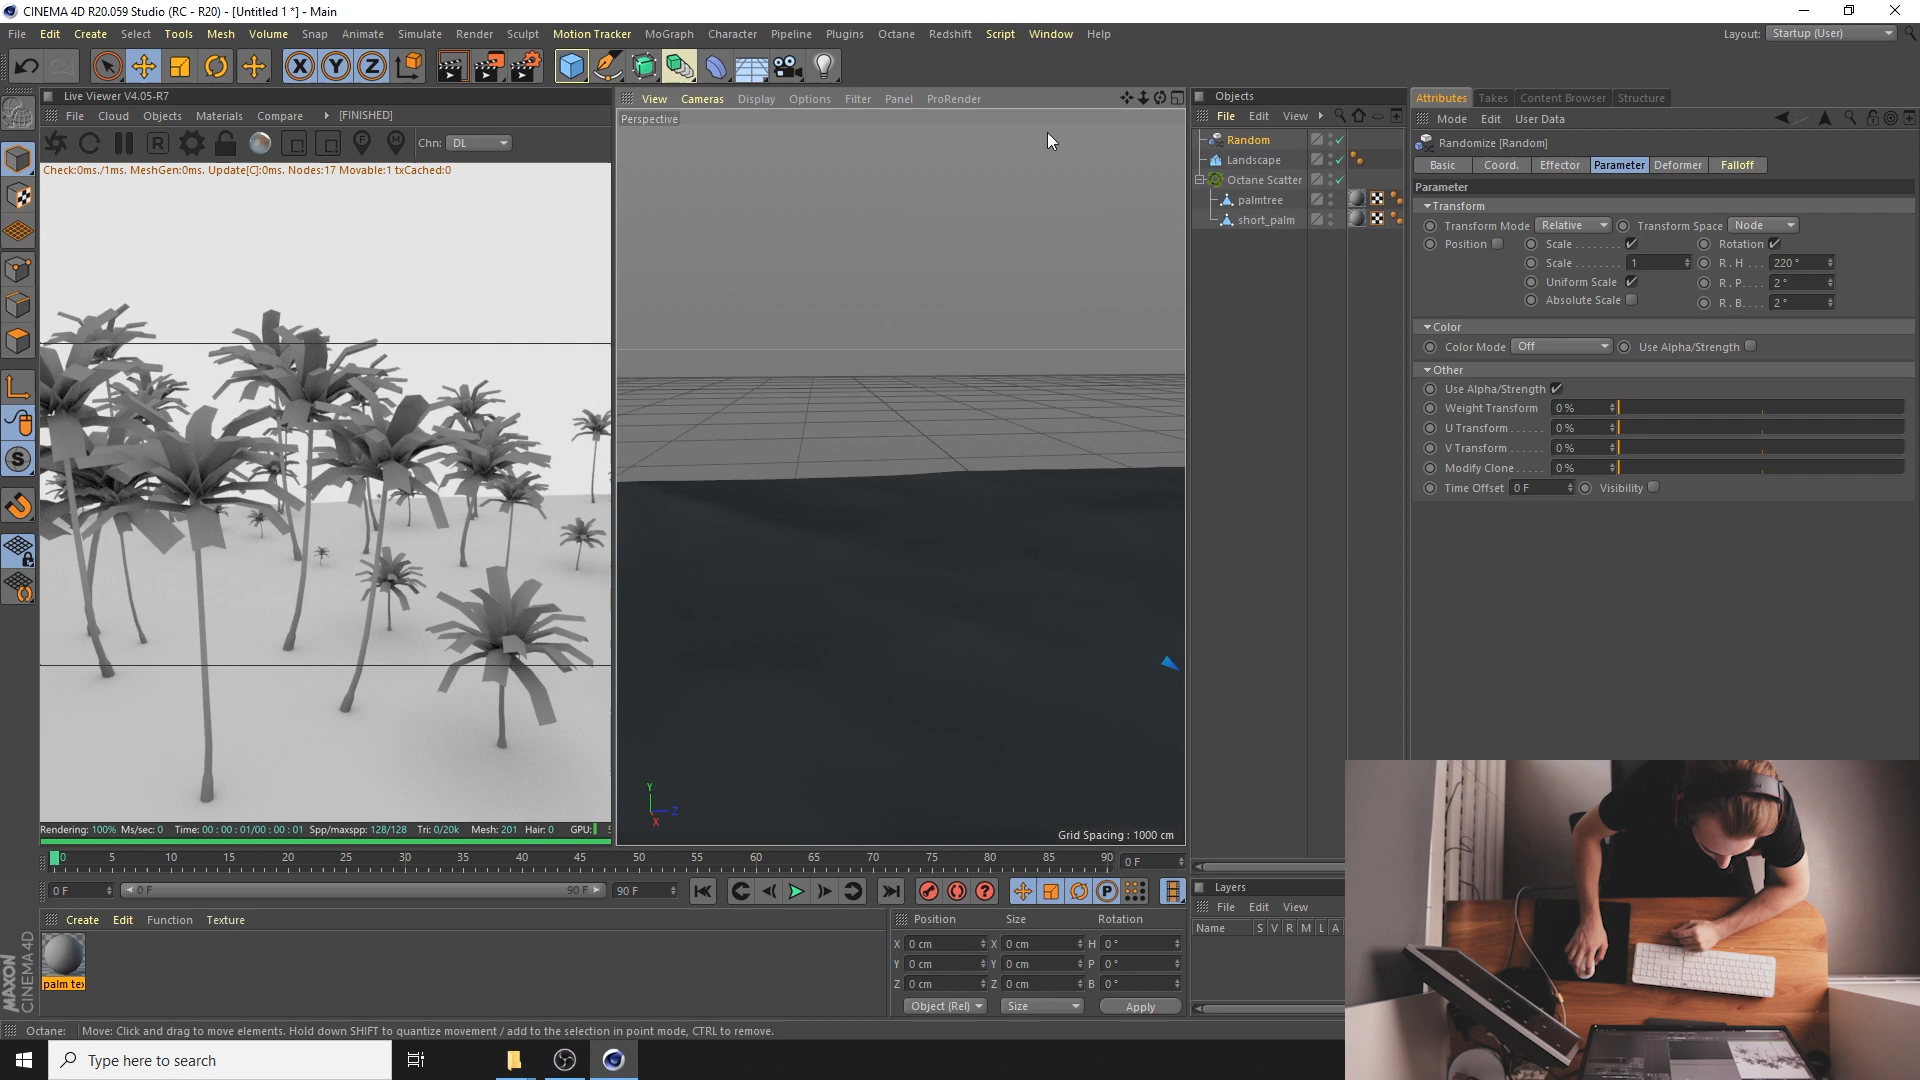 CINEMA 4D R20.059 Studio (RC - R20) - [Untitled 1 *] - Main
File Edit Create Select Tools Mesh Volume Snap Animate Simulate Render Sculpt Motion Tracker MoGraph Character Pipeline Plugins Octane Redshift Script Window Help
Layout: Startup (User)
Live Viewer V4.05-R7
File Cloud Objects Materials Compare [FINISHED]
Chn: DL
Check:0ms./1ms. MeshGen:0ms. Update[C]:0ms. Nodes:17 Movable:1 txCached:0
Rendering: 100% Ms/sec: 0 Time: 00 : 00 : 01/00 : 00 : 01 Spp/maxspp: 128/128 Tri: 0/20k Mesh: 201 Hair: 0 GPU:
View Cameras Display Options Filter Panel ProRender
Perspective
Y
Z
X
Grid Spacing : 1000 cm
Objects
File Edit View
Random
Landscape
Octane Scatter
palmtree
short_palm
Attributes Takes Content Browser Structure
Mode Edit User Data
Randomize [Random]
Basic Coord. Effector Parameter Deformer Falloff
Parameter
Transform
Transform Mode Relative Transform Space Node
Position Scale . . . . . . . . Rotation
Scale . . . . . . . . 1 R . H . . . 220 °
Uniform Scale R . P. . . . 2 °
Absolute Scale R . B. . . . 2 °
Color
Color Mode Off Use Alpha/Strength
Other
Use Alpha/Strength
Weight Transform 0 %
U Transform . . . . . . 0 %
V Transform . . . . . . 0 %
Modify Clone . . . . . 0 %
Time Offset 0 F Visibility
0 5 10 15 20 25 30 35 40 45 50 55 60 65 70 75 80 85 90 0 F
0 F 0 F 90 F 90 F
Create Edit Function Texture
palm tex
MAXON CINEMA 4D
Position Size Rotation
X 0 cm X 0 cm H 0 °
Y 0 cm Y 0 cm P 0 °
Z 0 cm Z 0 cm B 0 °
Object (Rel) Size Apply
Layers
File Edit View
Name S V R M L A
Octane: Move: Click and drag to move elements. Hold down SHIFT to quantize movement / add to the selection in point mode, CTRL to remove.
Type here to search